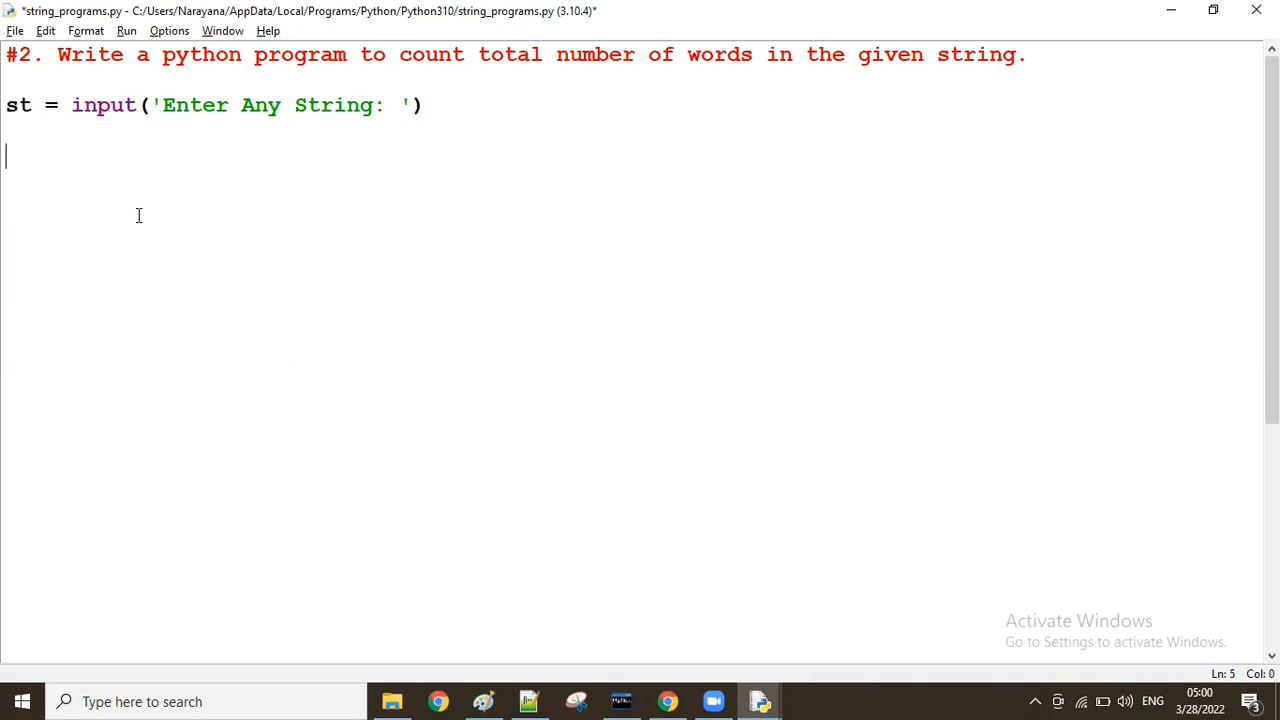 *string_programs.py - C:/Users/Narayana/AppData/Local/Programs/Python/Python310/string_programs.py (3.10.4)*
File Edit Format Run Options Window Help
#2. Write a python program to count total number of words in the given string.
st = input('Enter Any String: ')
Activate Windows
Go to Settings to activate Windows.
Ln: 5 Col: 0
Type here to search
ENG
05:00
3/28/2022
3